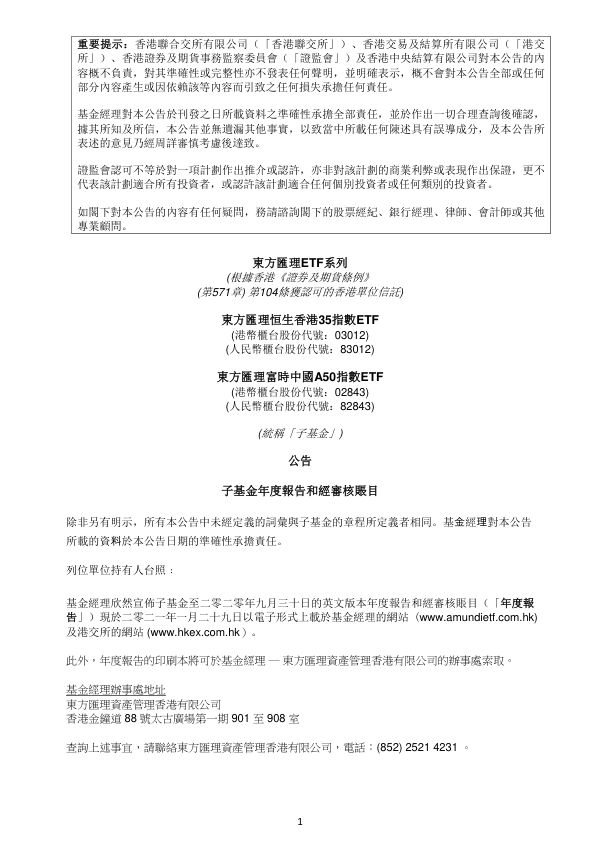 重要提示：香港聯合交所有限公司（「香港聯交所」）、香港交易及結算所有限公司（「港交
所」）、香港證券及期貨事務監察委員會（「證監會」）及香港中央結算有限公司對本公告的內
容概不負責，對其準確性或完整性亦不發表任何聲明，並明確表示，概不會對本公告全部或任何
部分內容產生或因依賴該等內容而引致之任何損失承擔任何責任。
基金經理對本公告於刊發之日所載資料之準確性承擔全部責任，並於作出一切合理查詢後確認，
據其所知及所信，本公告並無遺漏其他事實，以致當中所載任何陳述具有誤導成分，及本公告所
表述的意見乃經周詳審慎考慮後達致。
證監會認可不等於對一項計劃作出推介或認許，亦非對該計劃的商業利弊或表現作出保證，更不
代表該計劃適合所有投資者，或認許該計劃適合任何個別投資者或任何類別的投資者。
如閣下對本公告的內容有任何疑問，務請諮詢閣下的股票經紀、銀行經理、律師、會計師或其他
專業顧問。
東方匯理ETF系列
(根據香港《證券及期貨條例》
(第571章) 第104條獲認可的香港單位信託)
東方匯理恒生香港35指數ETF
(港幣櫃台股份代號：03012)
(人民幣櫃台股份代號：83012)
東方匯理富時中國A50指數ETF
(港幣櫃台股份代號：02843)
(人民幣櫃台股份代號：82843)
(統稱「子基金」)
公告
子基金年度報告和經審核賬目
除非另有明示，所有本公告中未經定義的詞彙與子基金的章程所定義者相同。基金經理對本公告
所載的資料於本公告日期的準確性承擔責任。
列位單位持有人台照：
基金經理欣然宣佈子基金至二零二零年九月三十日的英文版本年度報告和經審核賬目（「年度報
告」）現於二零二一年一月二十九日以電子形式上載於基金經理的網站 (www.amundietf.com.hk)
及港交所的網站 (www.hkex.com.hk）。
此外，年度報告的印刷本將可於基金經理 — 東方匯理資產管理香港有限公司的辦事處索取。
基金經理辦事處地址
東方匯理資產管理香港有限公司
香港金鐘道 88 號太古廣場第一期 901 至 908 室
查詢上述事宜，請聯絡東方匯理資產管理香港有限公司，電話：(852) 2521 4231 。
1